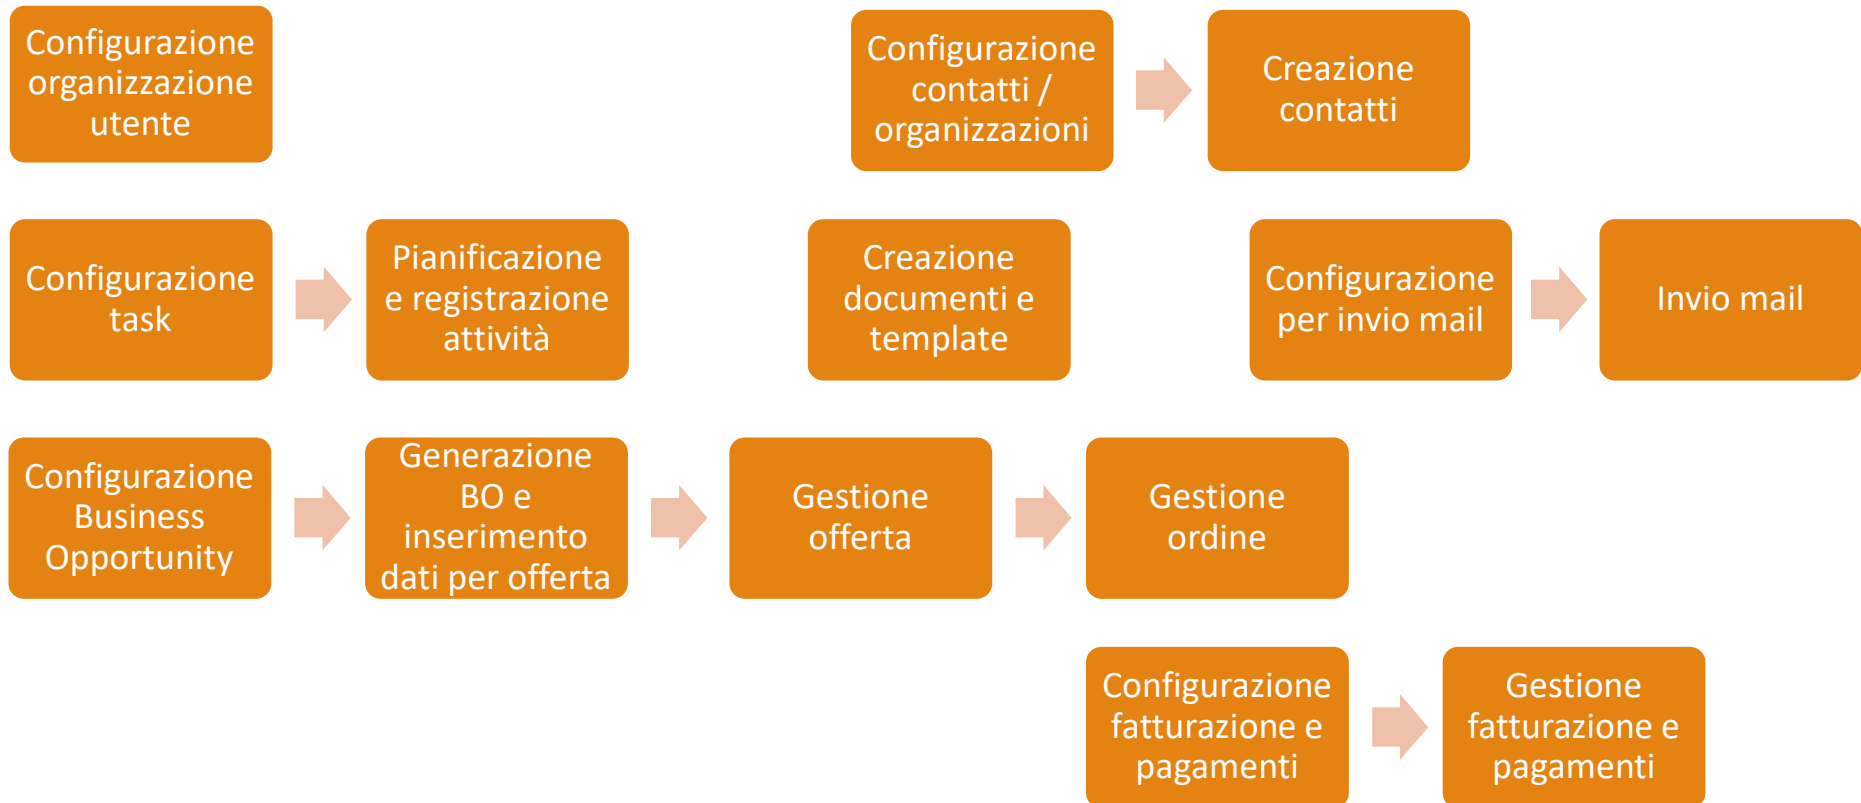 Configurazione
organizzazione
utente
Configurazione
contatti /
organizzazioni
Creazione
contatti
Configurazione
task
Pianificazione
e registrazione
attività
Creazione
documenti e
template
Configurazione
per invio mail
Invio mail
Configurazione
Business
Opportunity
Generazione
BO e
inserimento
dati per offerta
Gestione
offerta
Gestione
ordine
Configurazione
fatturazione e
pagamenti
Gestione
fatturazione e
pagamenti